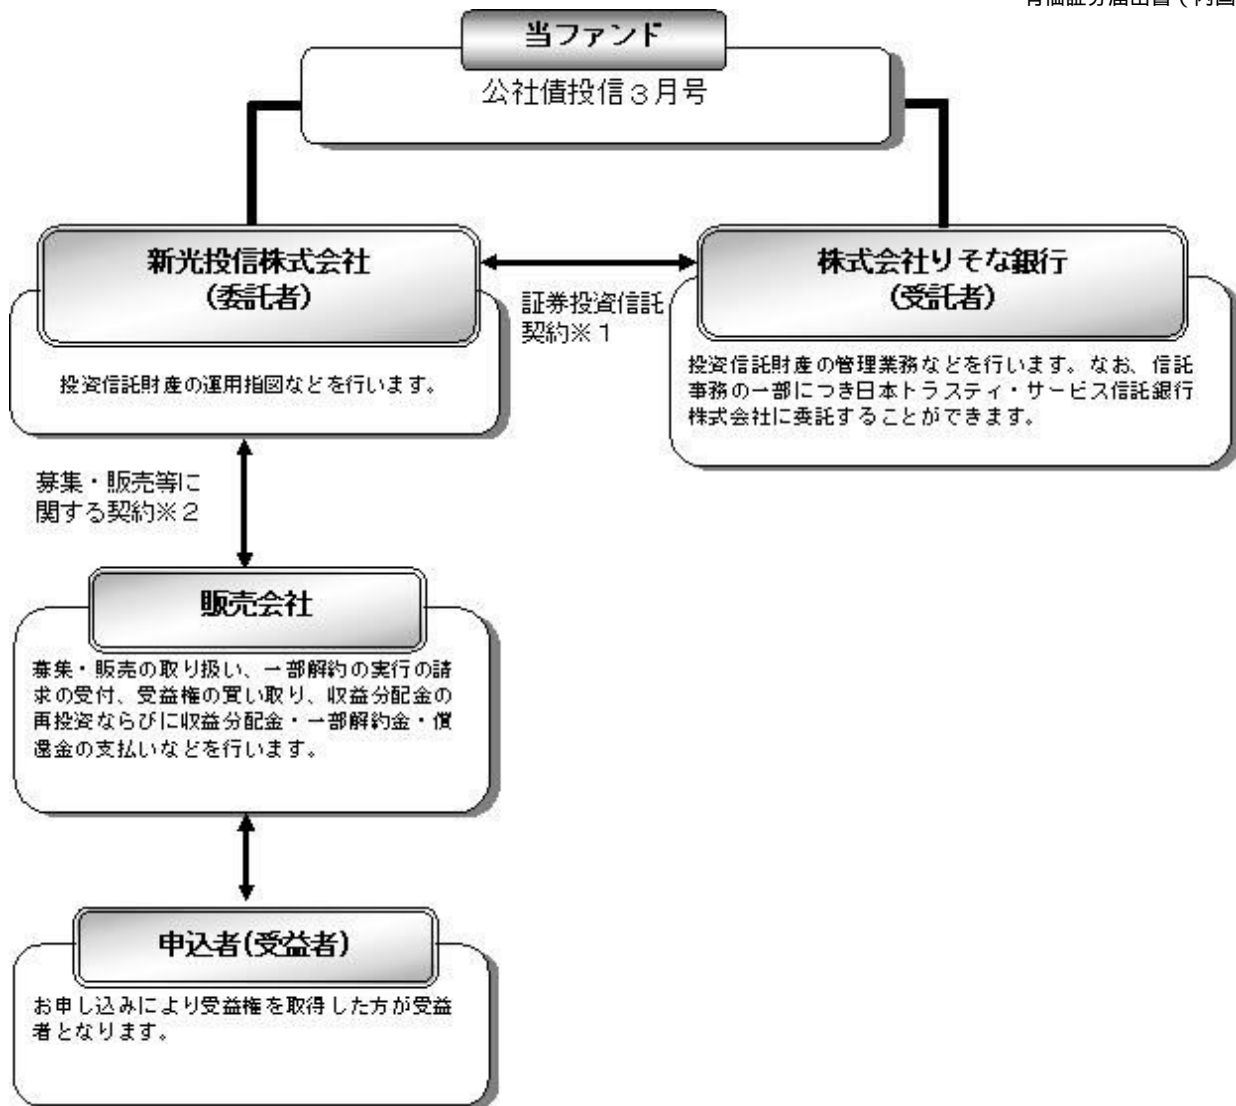 当ファンド
公社債投信３月号
新光投信株式会社
(委託者)
投資信託財産の運用指図などを行います。
証券投資信託
契約※１
株式会社りそな銀行
(受託者)
投資信託財産の管理業務などを行います。なお、信託
事務の一部につき日本トラスティ・サービス信託銀行
株式会社に委託することができます。
募集・販売等に
関する契約※２
販売会社
募集・販売の取り扱い、一部解約の実行の請
求の受付、受益権の買い取り、収益分配金の
再投資ならびに収益分配金・一部解約金・償
還金の支払いなどを行います。
申込者(受益者)
お申し込みにより受益権を取得した方が受益
者となります。